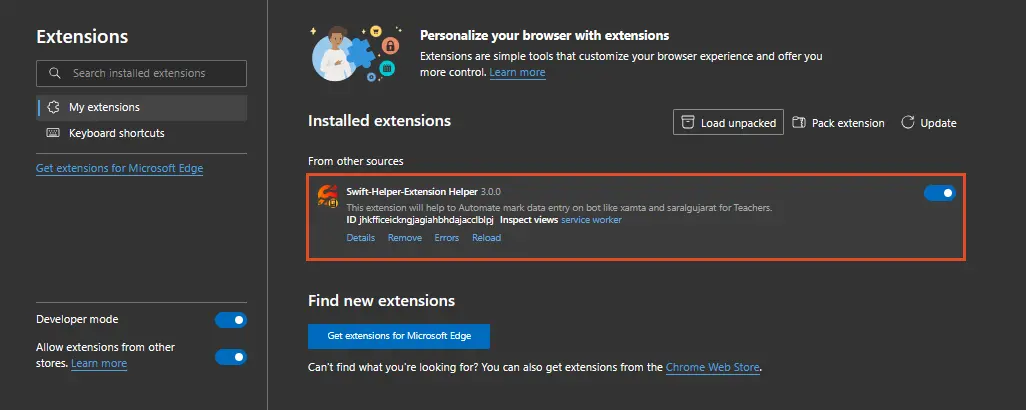 Extensions
Search installed extensions
My extensions
Keyboard shortcuts
Get extensions for Microsoft Edge
Developer mode
Allow extensions from other
stores. Learn more
Personalize your browser with extensions
Extensions are simple tools that customize your browser experience and offer you
more control. Learn more
Installed extensions
Load unpacked
Pack extension
Update
From other sources
Swift-Helper-Extension Helper 3.0.0
This extension will help to Automate mark data entry on bot like xamta and saralgujarat for Teachers.
ID jhkfficeickngjagiahbhdajacclblpj Inspect views service worker
Details Remove Errors Reload
Find new extensions
Get extensions for Microsoft Edge
Can't find what you're looking for? You can also get extensions from the Chrome Web Store.